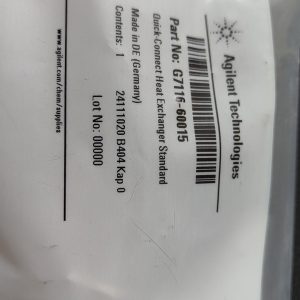 Agilent Technologies
Part No: G7116-60015
Quick-Connect Heat Exchanger Standard
Made in DE (Germany)
Contents: 1
24111020 B404 Kap 0
Lot No: 00000
www.agilent.com/chem/supplies